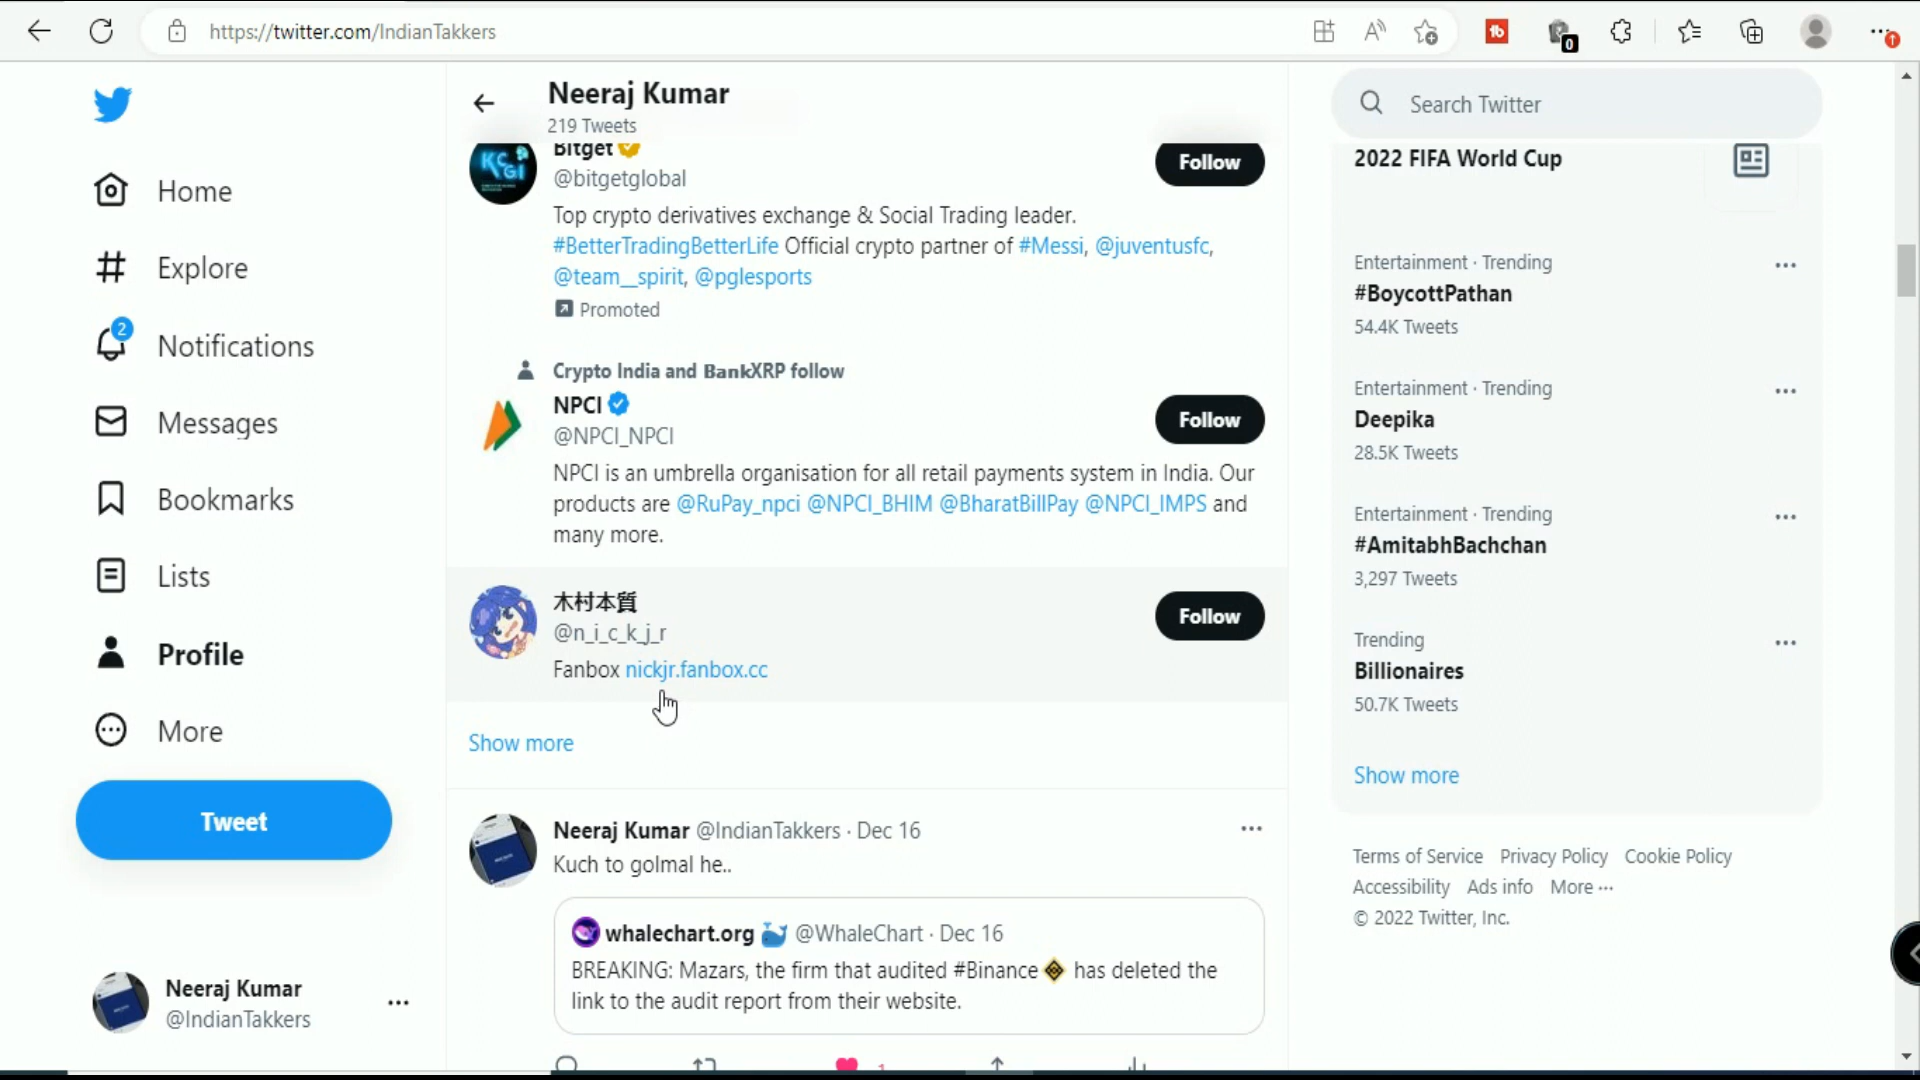 https://twitter.com/IndianTakkers
0
Home
Explore
2
Notifications
Messages
Bookmarks
Lists
Profile
More
Tweet
Neeraj Kumar
@IndianTakkers
Neeraj Kumar
219 Tweets
KC
GI
Bitget
@bitgetglobal
Follow
Top crypto derivatives exchange & Social Trading leader.
#BetterTradingBetterLife Official crypto partner of #Messi, @juventusfc,
@team__spirit, @pglesports
Promoted
Crypto India and BankXRP follow
NPCI
@NPCI_NPCI
Follow
NPCI is an umbrella organisation for all retail payments system in India. Our
products are @RuPay_npci @NPCI_BHIM @BharatBillPay @NPCI_IMPS and
many more.
木村本質
@n_i_c_k_j_r
Follow
Fanbox nickjr.fanbox.cc
Show more
Neeraj Kumar @IndianTakkers · Dec 16
Kuch to golmal he..
whalechart.org @WhaleChart · Dec 16
BREAKING: Mazars, the firm that audited #Binance has deleted the
link to the audit report from their website.
1
Search Twitter
2022 FIFA World Cup
Entertainment · Trending
#BoycottPathan
54.4K Tweets
Entertainment · Trending
Deepika
28.5K Tweets
Entertainment · Trending
#AmitabhBachchan
3,297 Tweets
Trending
Billionaires
50.7K Tweets
Show more
Terms of Service Privacy Policy Cookie Policy
Accessibility Ads info More ···
© 2022 Twitter, Inc.